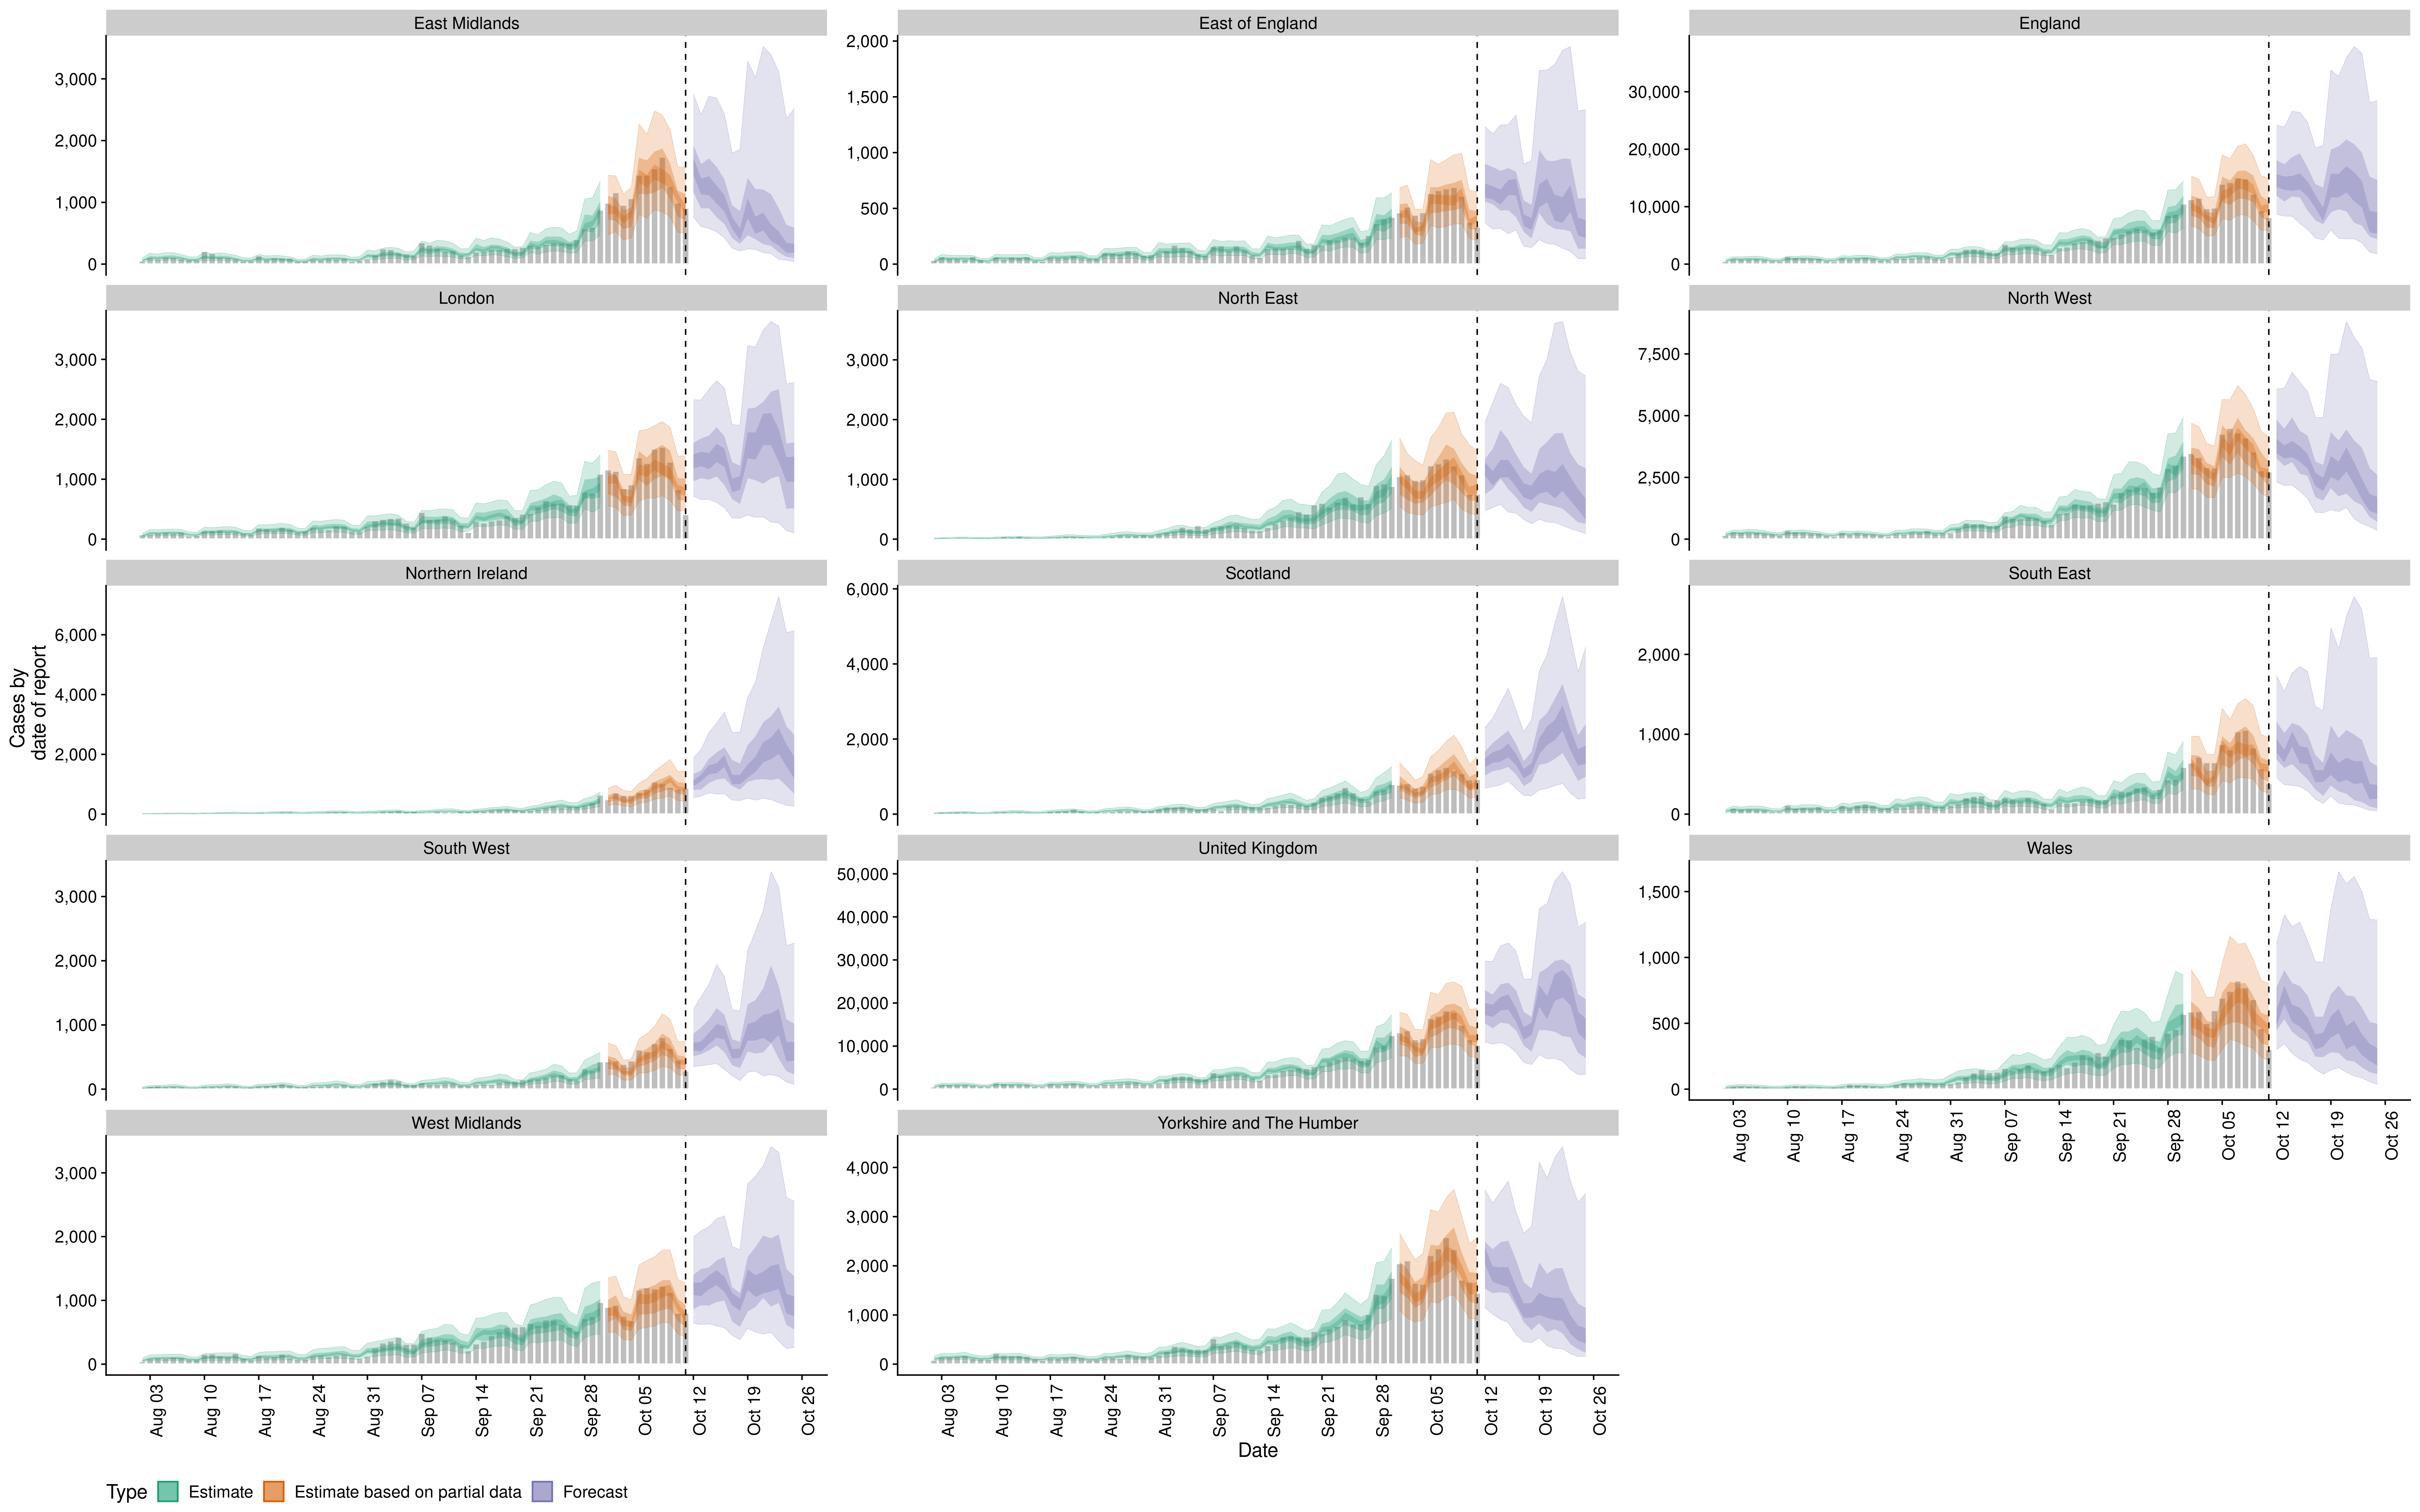 East Midlands
East of England
England
3,000
2,000
1,000
0
2,000
1,500
1,000
500
0
30,000
20,000
10,000
0
London
North East
North West
3,000
2,000
1,000
0
3,000
2,000
1,000
0
7,500
5,000
2,500
0
Northern Ireland
Scotland
South East
Cases by
date of report
6,000
4,000
2,000
0
6,000
4,000
2,000
0
2,000
1,000
0
South West
United Kingdom
Wales
3,000
2,000
1,000
0
50,000
40,000
30,000
20,000
10,000
0
1,500
1,000
500
0
Aug 03
Aug 10
Aug 17
Aug 24
Aug 31
Sep 07
Sep 14
Sep 21
Sep 28
Oct 05
Oct 12
Oct 19
Oct 26
West Midlands
Yorkshire and The Humber
3,000
2,000
1,000
0
4,000
3,000
2,000
1,000
0
Aug 03
Aug 10
Aug 17
Aug 24
Aug 31
Sep 07
Sep 14
Sep 21
Sep 28
Oct 05
Oct 12
Oct 19
Oct 26
Aug 03
Aug 10
Aug 17
Aug 24
Aug 31
Sep 07
Sep 14
Sep 21
Sep 28
Oct 05
Oct 12
Oct 19
Oct 26
Date
Type Estimate Estimate based on partial data Forecast